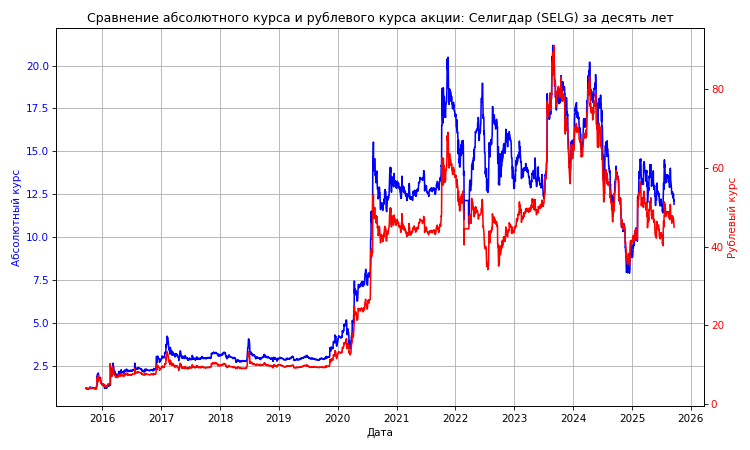 Сравнение абсолютного курса и рублевого курса акции: Селигдар (SELG) за десять лет
20.0
17.5
15.0
12.5
10.0
7.5
5.0
2.5
Абсолютный курс
80
60
40
20
0
Рублевый курс
2016 2017 2018 2019 2020 2021 2022 2023 2024 2025 2026
Дата